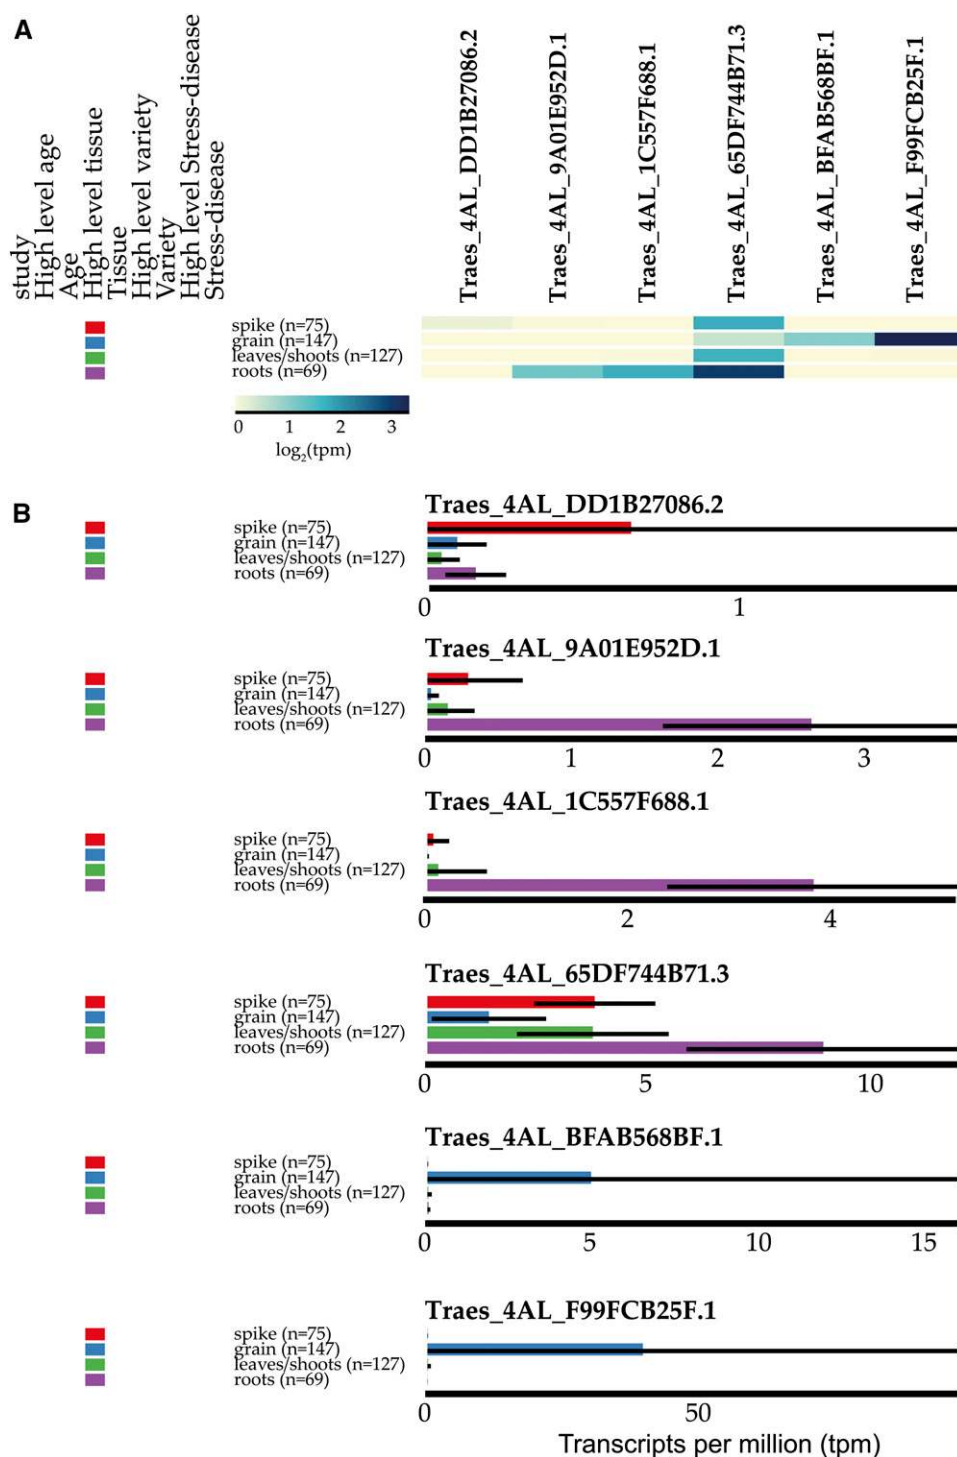 A
study
High level age
Age
High level tissue
Tissue
High level variety
Variety
High level Stress-disease
Stress-disease
Traes_4AL_DD1B27086.2
Traes_4AL_9A01E952D.1
Traes_4AL_1C557F688.1
Traes_4AL_65DF744B71.3
Traes_4AL_BFAB568BF.1
Traes_4AL_F99FCB25F.1
spike (n=75)
grain (n=147)
leaves/shoots (n=127)
roots (n=69)
0 1 2 3
log2(tpm)
B
Traes_4AL_DD1B27086.2
spike (n=75)
grain (n=147)
leaves/shoots (n=127)
roots (n=69)
0 1
Traes_4AL_9A01E952D.1
spike (n=75)
grain (n=147)
leaves/shoots (n=127)
roots (n=69)
0 1 2 3
Traes_4AL_1C557F688.1
spike (n=75)
grain (n=147)
leaves/shoots (n=127)
roots (n=69)
0 2 4
Traes_4AL_65DF744B71.3
spike (n=75)
grain (n=147)
leaves/shoots (n=127)
roots (n=69)
0 5 10
Traes_4AL_BFAB568BF.1
spike (n=75)
grain (n=147)
leaves/shoots (n=127)
roots (n=69)
0 5 10 15
Traes_4AL_F99FCB25F.1
spike (n=75)
grain (n=147)
leaves/shoots (n=127)
roots (n=69)
0 50
Transcripts per million (tpm)